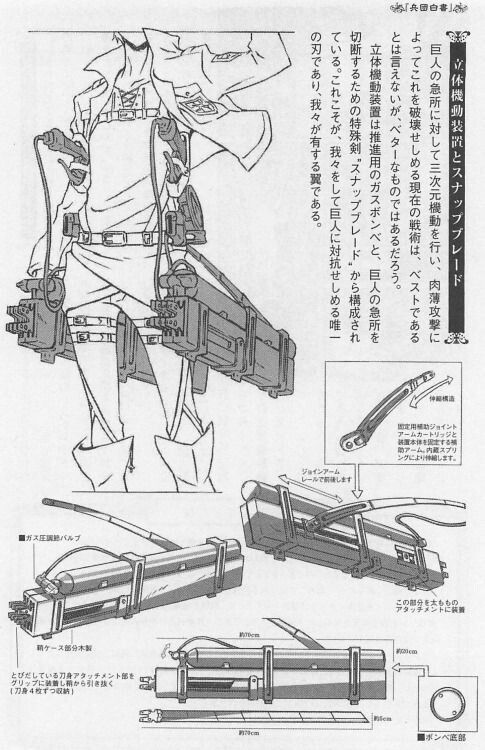 『兵団白書』
立体機動装置とスナップブレード
巨人の急所に対して三次元機動を行い、肉薄攻撃に
よってこれを破壊せしめる現在の戦術は、ベストである
とは言えないが、ベターなものではあるだろう。
立体機動装置は推進用のガスボンベと、巨人の急所を
切断するための特殊剣“スナップブレード”から構成され
ている。これこそが、我々をして巨人に対抗せしめる唯一
の刃であり、我々が有する翼である。
伸縮構造
固定用補助ジョイント
アームカートリッジと
装置本体を固定する補
助アーム。内蔵スプリ
ングにより伸縮します。
ジョインアーム
レールで前後します
■ガス圧調節バルブ
鞘ケース部分木製
とびだしている刀身アタッチメント部を
グリップに装着し鞘から引き抜く
(刀身4枚ずつ収納)
この部分を太ももの
アタッチメントに装着
約70cm
約20cm
約5cm
約70cm
■ボンベ底部